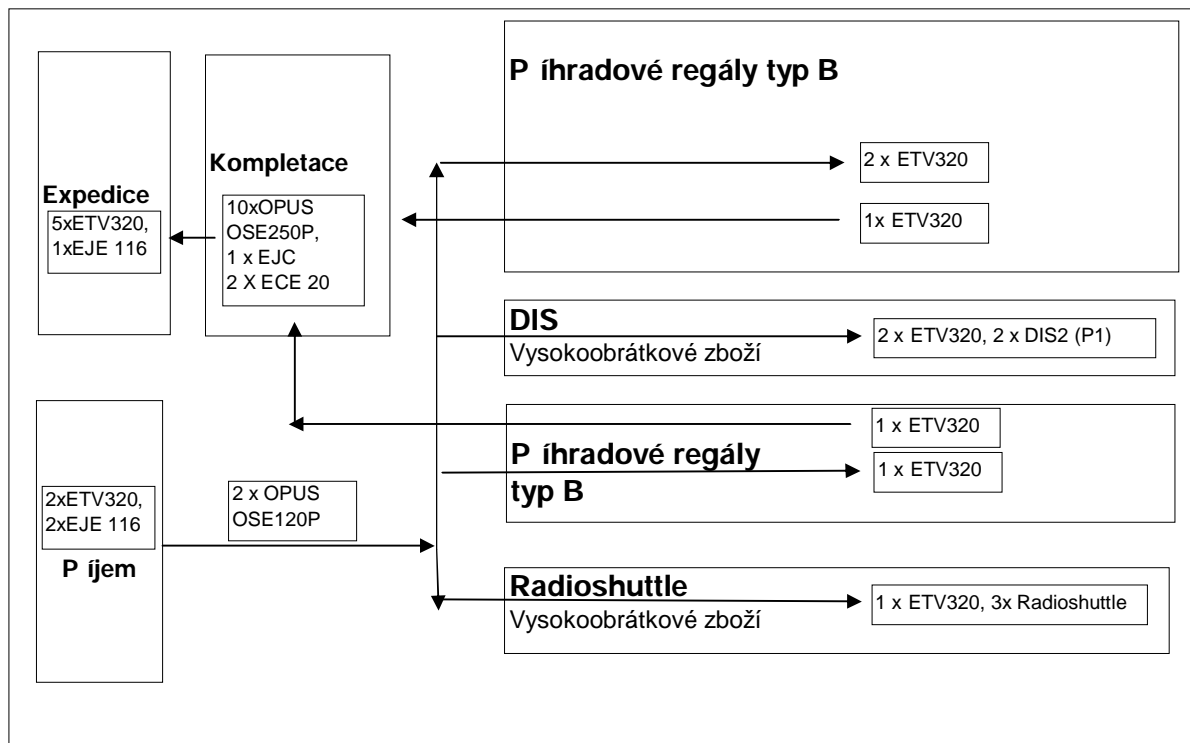 Expedice
5xETV320,
1xEJE 116
Kompletace
10xOPUS
OSE250P,
1 x EJC
2 X ECE 20
P íhradové regály typ B
2 x ETV320
1x ETV320
DIS
Vysokoobrátkové zboží
2 x ETV320, 2 x DIS2 (P1)
P íhradové regály
typ B
1 x ETV320
1 x ETV320
2xETV320,
2xEJE 116
P íjem
2 x OPUS
OSE120P
Radioshuttle
Vysokoobrátkové zboží
1 x ETV320, 3x Radioshuttle